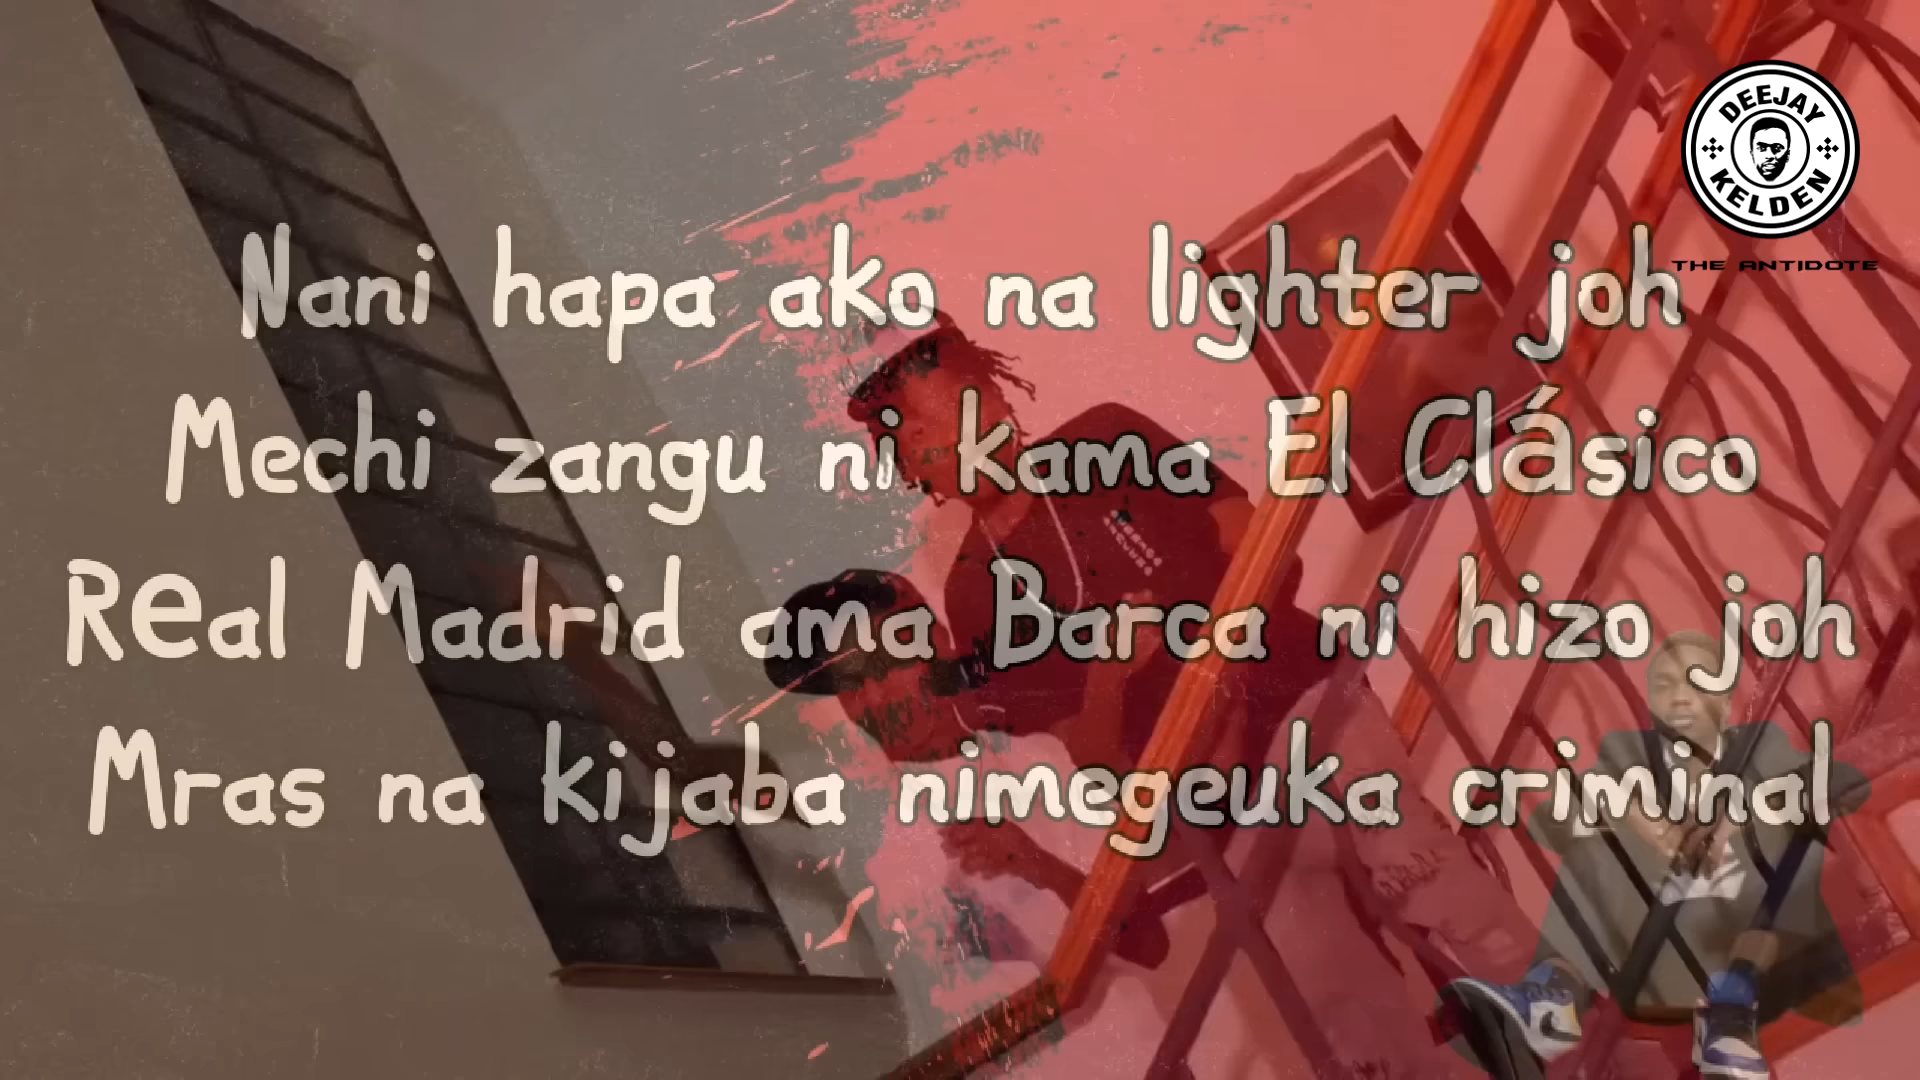 DEEJAY
KELDEN
THE ANTIDOTE
Nani hapa ako na lighter joh
Mechi zangu ni kama El Clásico
Real Madrid ama Barca ni hizo joh
Mras na kijaba nimegeuka criminal